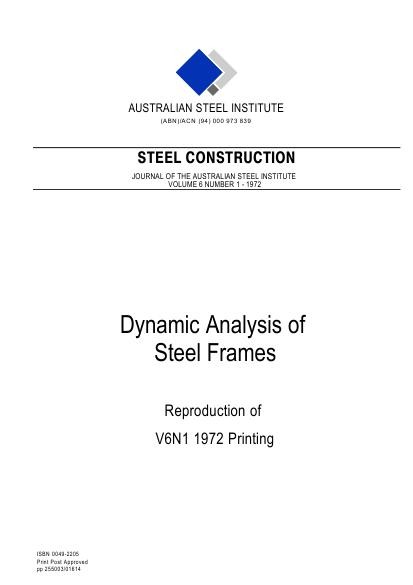 AUSTRALIAN STEEL INSTITUTE
(ABN)/ACN (94) 000 973 839
STEEL CONSTRUCTION
JOURNAL OF THE AUSTRALIAN STEEL INSTITUTE
VOLUME 6 NUMBER 1 - 1972
Dynamic Analysis of
Steel Frames
Reproduction of
V6N1 1972 Printing
ISBN 0049-2205
Print Post Approved
pp 255003/01614